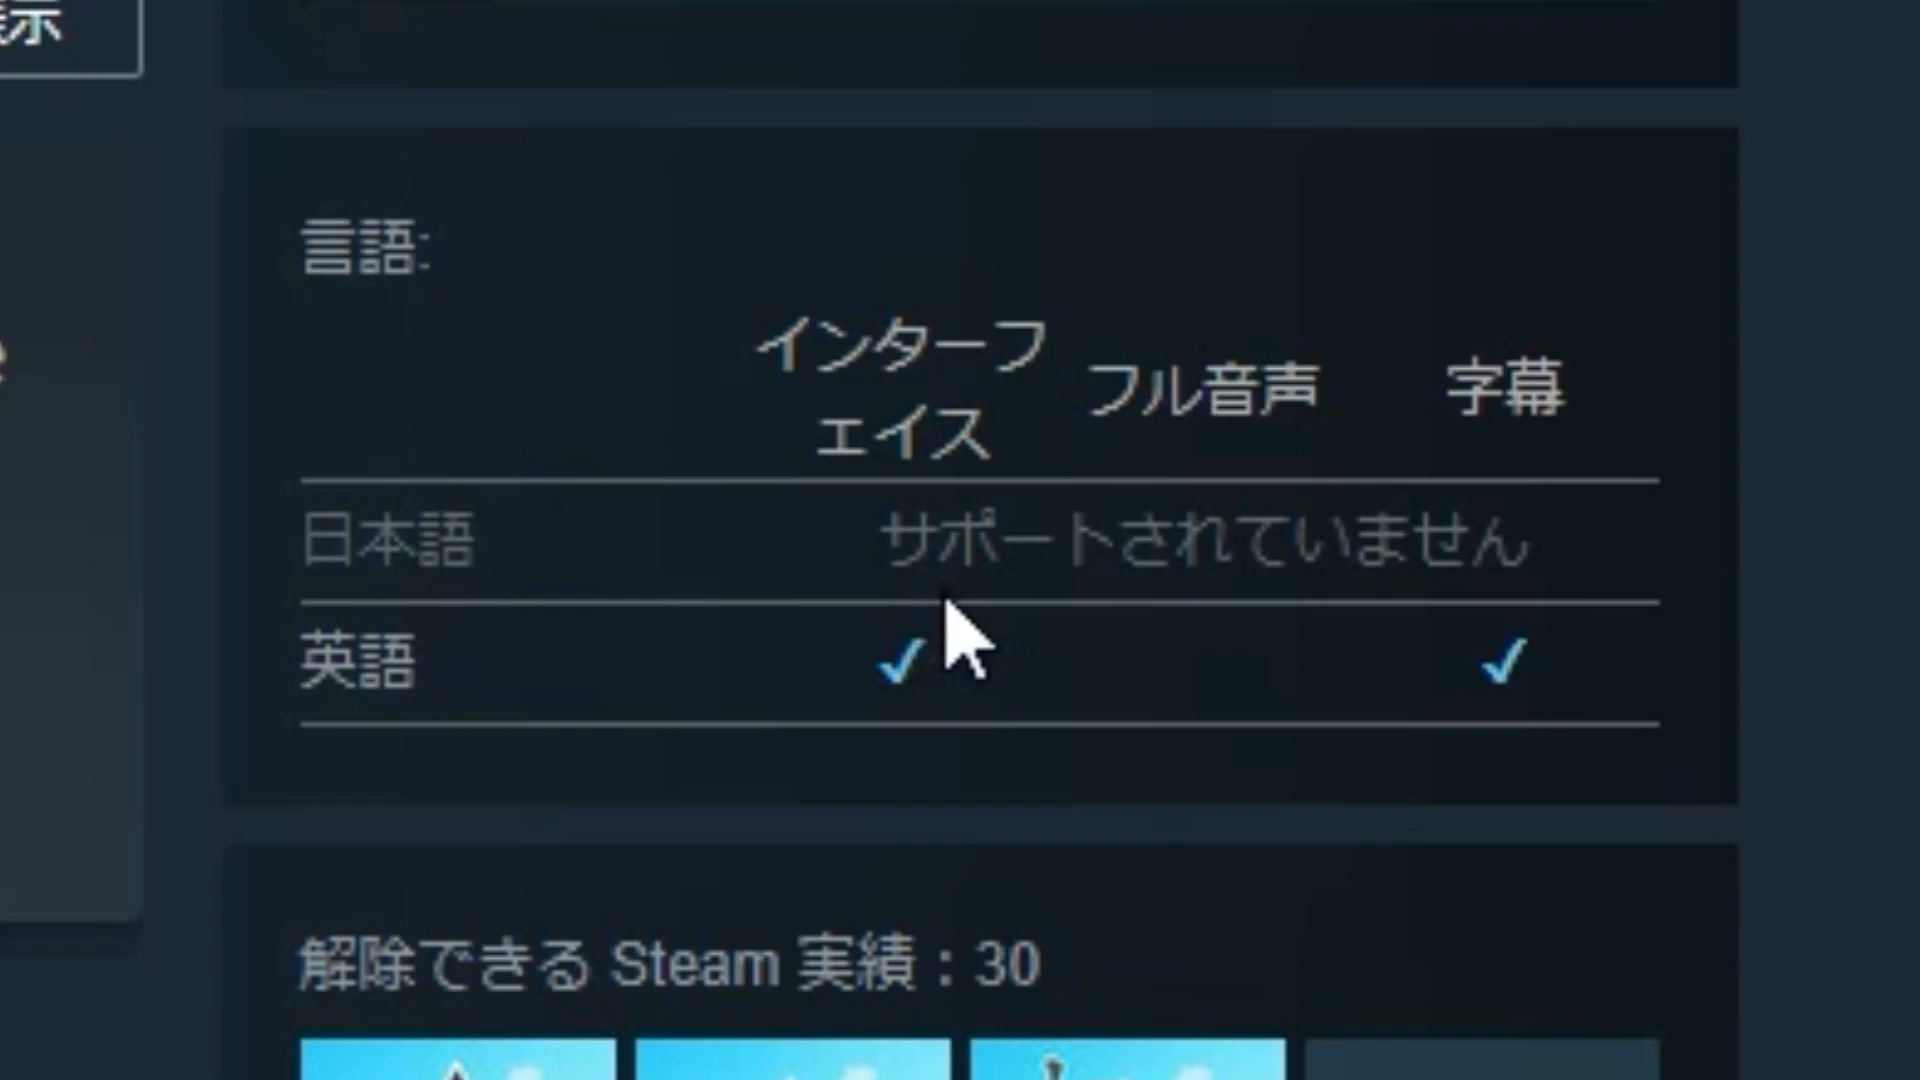 示
言語:
インターフ
ェイス
フル音声
字幕
日本語
サポートされていません
英語
解除できる Steam 実績：30